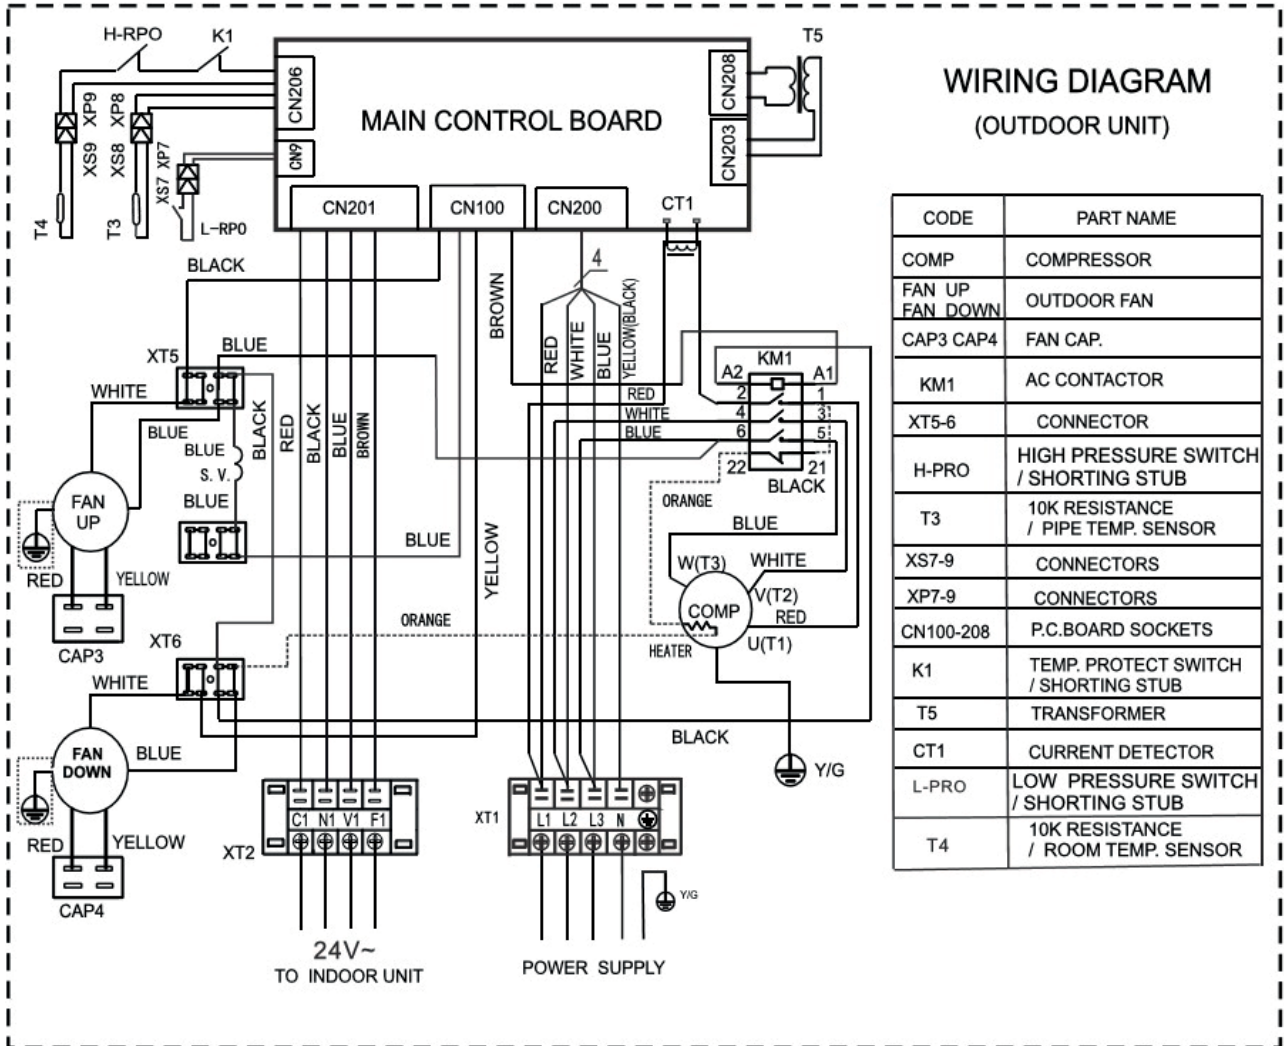 H-RPO
K1
T5
CN206
CN208
WIRING DIAGRAM
(OUTDOOR UNIT)
MAIN CONTROL BOARD
XP9
XP8
XS9
XS8
XP7
XS7
CN9
CN203
T4
T3
L-RPO
CN201
CN100
CN200
CT1
BLACK
4
BROWN
RED
WHITE
BLUE
YELLOW(BLACK)
XT5
BLUE
WHITE
BLUE
BLUE
S. V.
BLUE
BLACK
RED
BLACK
BLUE
BROWN
KM1
A2
A1
RED
2
1
WHITE
4
3
BLUE
6
5
22
21
BLACK
ORANGE
BLUE
FAN
UP
BLUE
YELLOW
W(T3)
WHITE
V(T2)
RED
COMP
U(T1)
HEATER
RED
YELLOW
CAP3
ORANGE
XT6
WHITE
BLACK
FAN
DOWN
BLUE
Y/G
RED
YELLOW
CAP4
XT2
C1 N1 V1 F1
XT1
L1 L2 L3 N
Y/G
24V~
TO INDOOR UNIT
POWER SUPPLY
CODE PART NAME
COMP COMPRESSOR
FAN UP
FAN DOWN OUTDOOR FAN
CAP3 CAP4 FAN CAP.
KM1 AC CONTACTOR
XT5-6 CONNECTOR
H-PRO HIGH PRESSURE SWITCH
/ SHORTING STUB
T3 10K RESISTANCE
/ PIPE TEMP. SENSOR
XS7-9 CONNECTORS
XP7-9 CONNECTORS
CN100-208 P.C.BOARD SOCKETS
K1 TEMP. PROTECT SWITCH
/ SHORTING STUB
T5 TRANSFORMER
CT1 CURRENT DETECTOR
L-PRO LOW PRESSURE SWITCH
/ SHORTING STUB
T4 10K RESISTANCE
/ ROOM TEMP. SENSOR